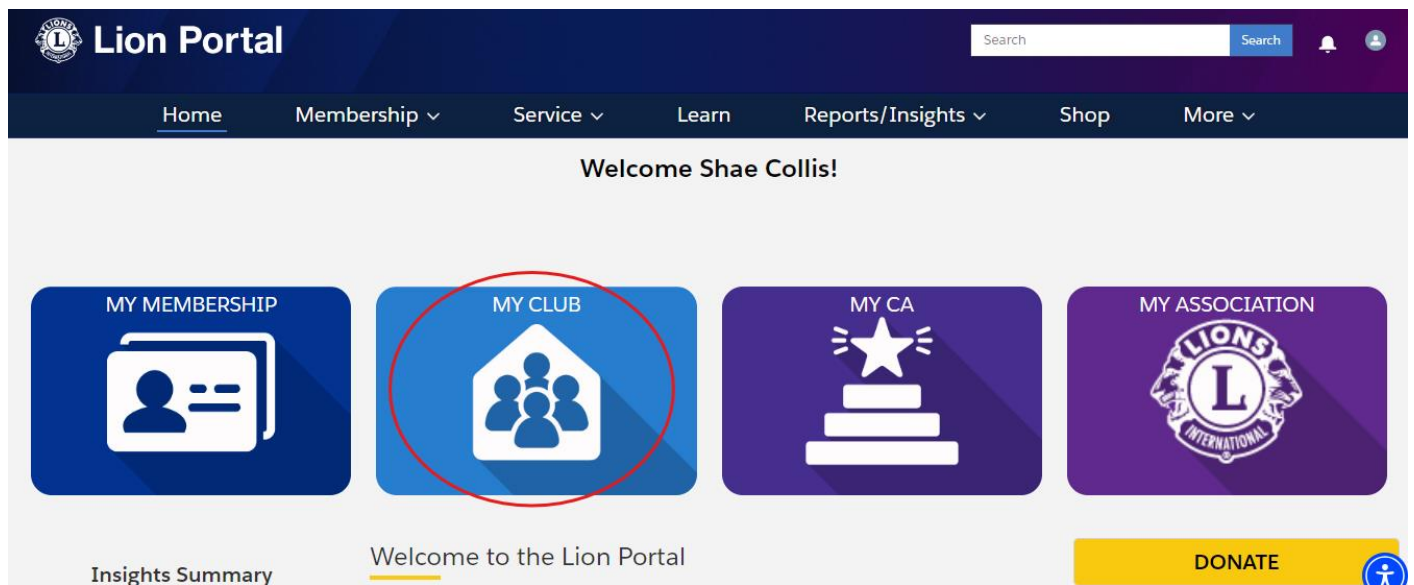 Lion Portal
Search
Search
Home Membership Service Learn Reports/Insights Shop More
Welcome Shae Collis!
MY MEMBERSHIP
MY CLUB
MY CA
MY ASSOCIATION
LIONS
L
INTERNATIONAL
Insights Summary
Welcome to the Lion Portal
DONATE